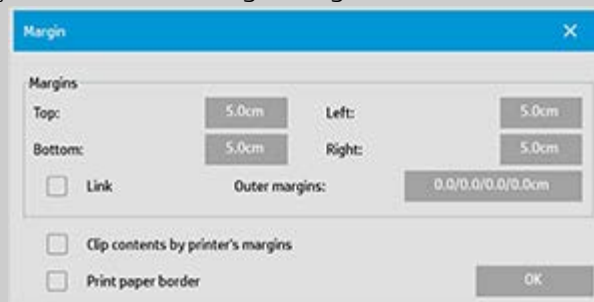 Margin
Margins
Top: 5.0cm Left: 5.0cm
Bottom: 5.0cm Right: 5.0cm
Link Outer margins: 0.0/0.0/0.0/0.0cm
Clip contents by printer's margins
Print paper border OK